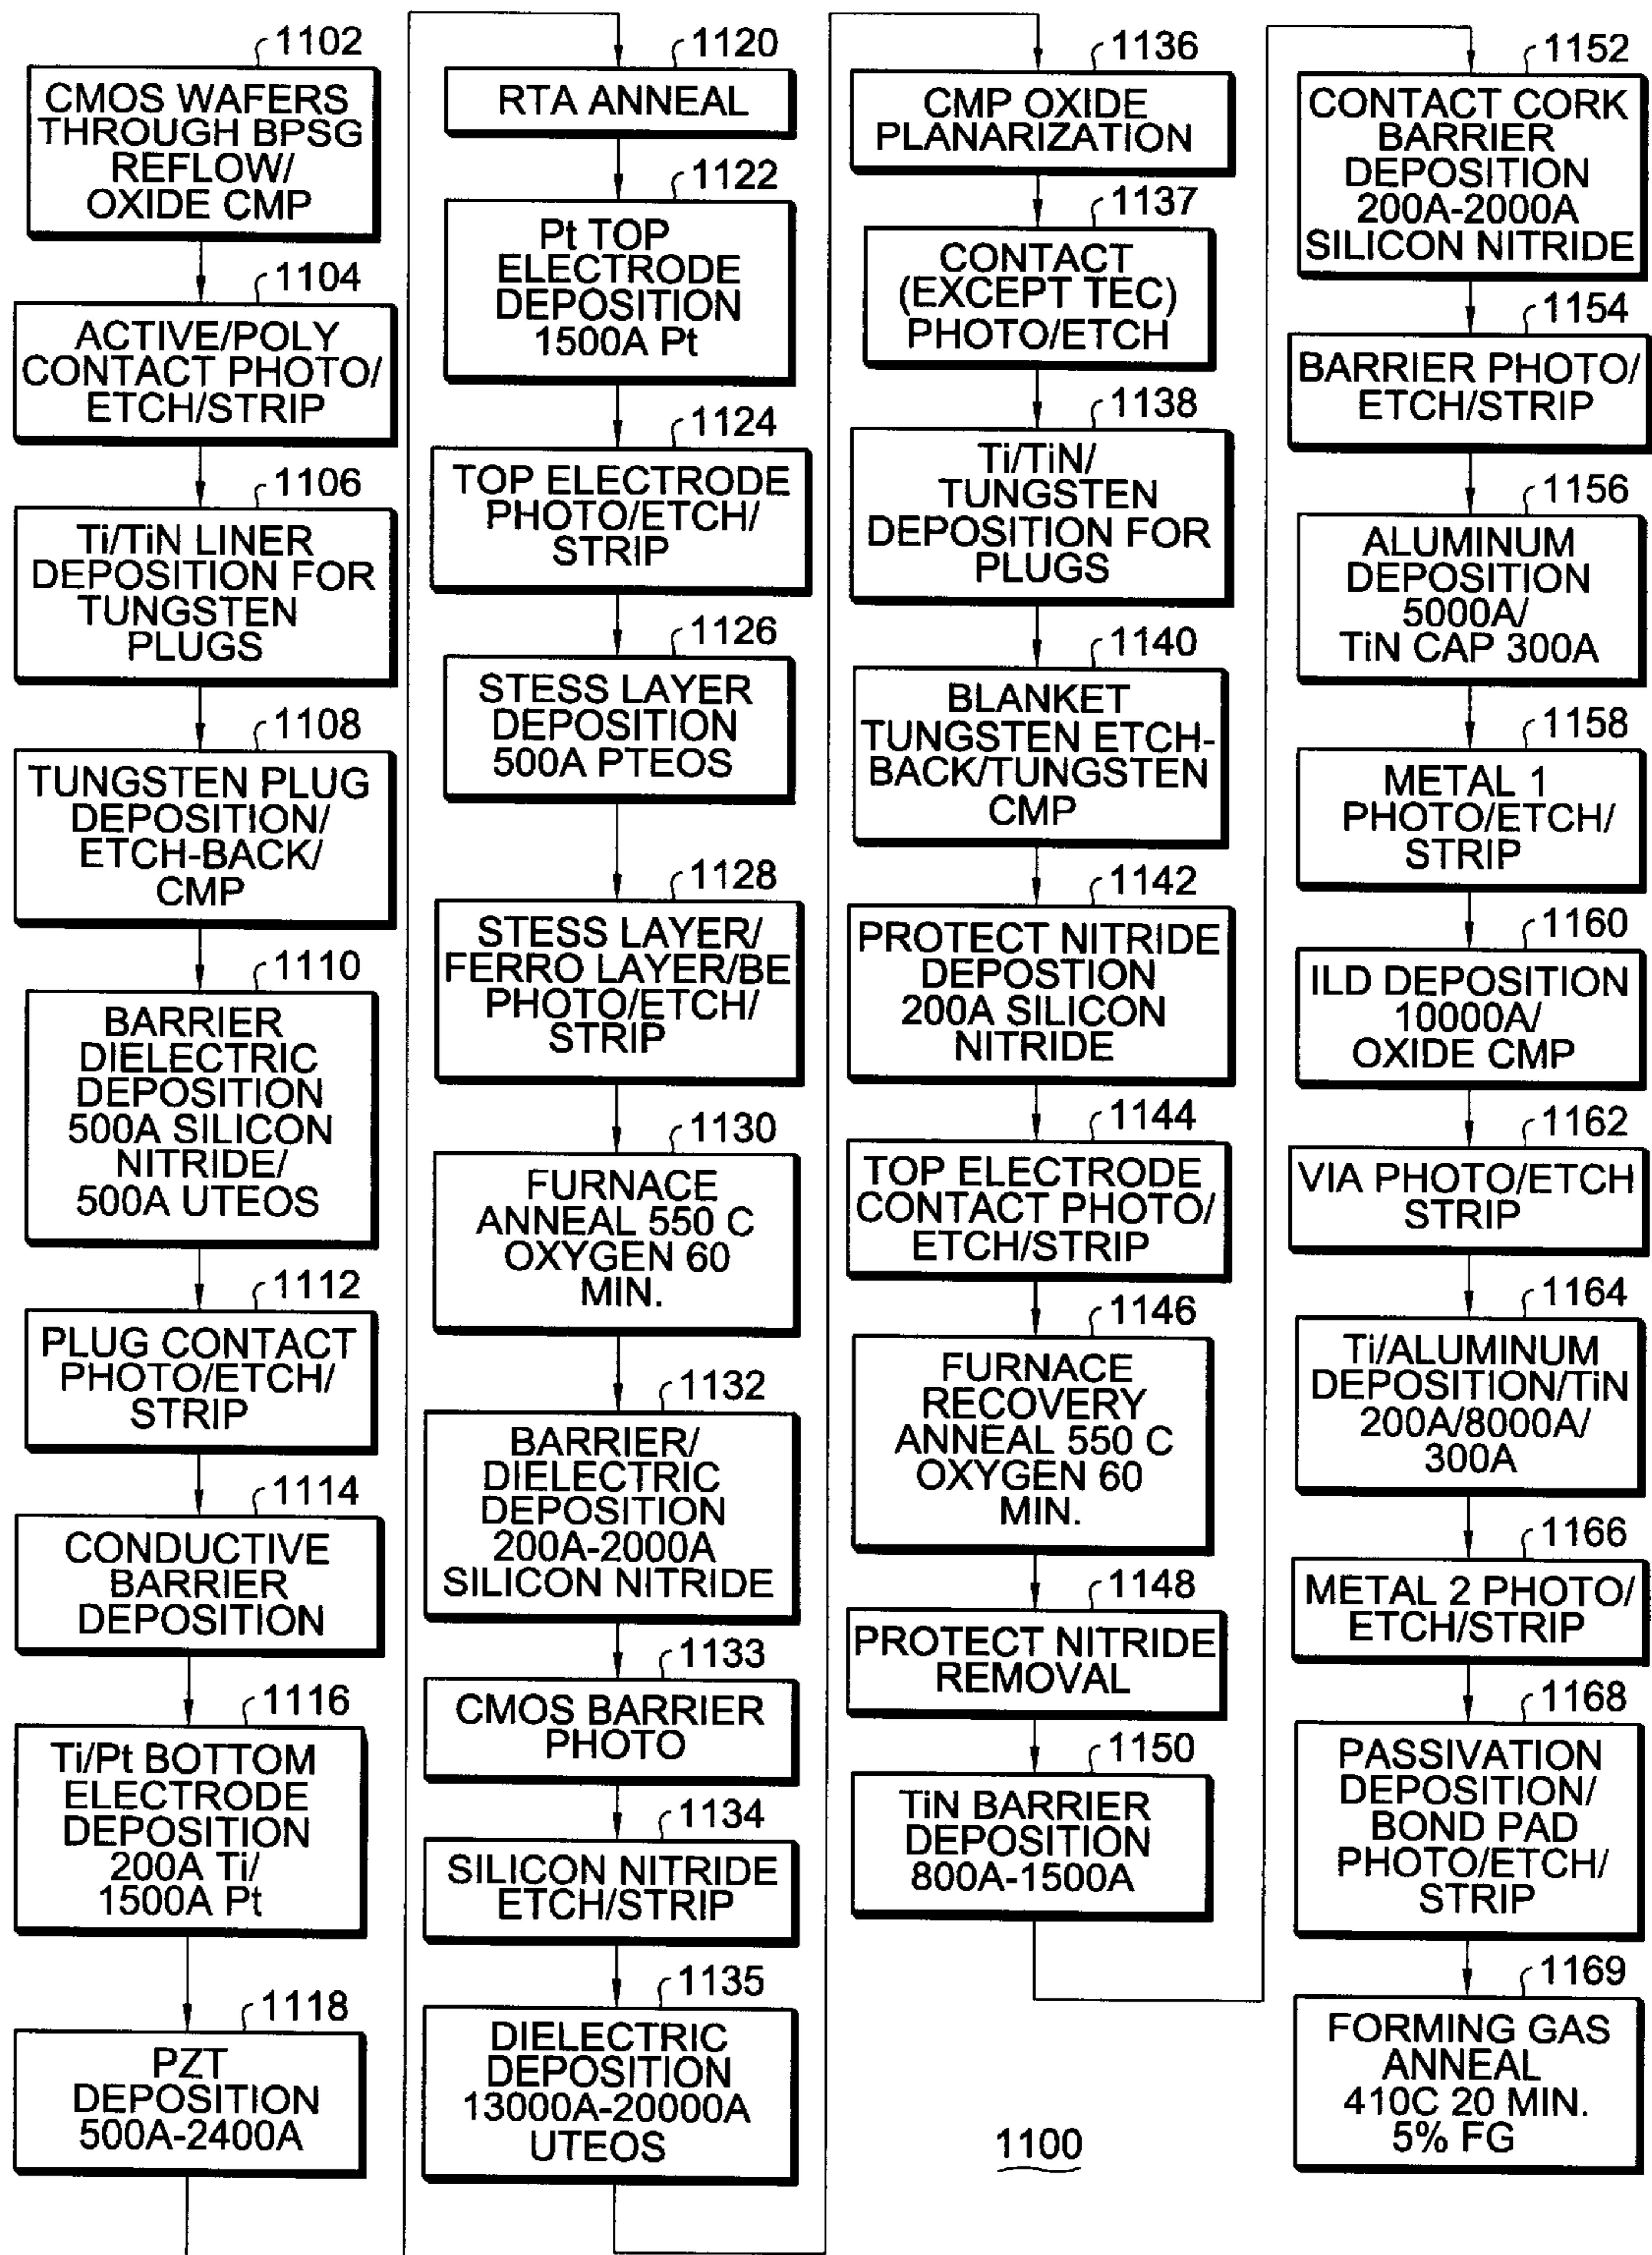 1102
CMOS WAFERS
THROUGH BPSG
REFLOW/
OXIDE CMP
1104
ACTIVE/POLY
CONTACT PHOTO/
ETCH/STRIP
1106
Ti/TiN LINER
DEPOSITION FOR
TUNGSTEN
PLUGS
1108
TUNGSTEN PLUG
DEPOSITION/
ETCH-BACK/
CMP
1110
BARRIER
DIELECTRIC
DEPOSITION
500A SILICON
NITRIDE/
500A UTEOS
1112
PLUG CONTACT
PHOTO/ETCH/
STRIP
1114
CONDUCTIVE
BARRIER
DEPOSITION
1116
Ti/Pt BOTTOM
ELECTRODE
DEPOSITION
200A Ti/
1500A Pt
1118
PZT
DEPOSITION
500A-2400A
1120
RTA ANNEAL
1122
Pt TOP
ELECTRODE
DEPOSITION
1500A Pt
1124
TOP ELECTRODE
PHOTO/ETCH/
STRIP
1126
STESS LAYER
DEPOSITION
500A PTEOS
1128
STESS LAYER/
FERRO LAYER/BE
PHOTO/ETCH/
STRIP
1130
FURNACE
ANNEAL 550 C
OXYGEN 60
MIN.
1132
BARRIER/
DIELECTRIC
DEPOSITION
200A-2000A
SILICON NITRIDE
1133
CMOS BARRIER
PHOTO
1134
SILICON NITRIDE
ETCH/STRIP
1135
DIELECTRIC
DEPOSITION
13000A-20000A
UTEOS
1136
CMP OXIDE
PLANARIZATION
1137
CONTACT
(EXCEPT TEC)
PHOTO/ETCH
1138
Ti/TiN/
TUNGSTEN
DEPOSITION FOR
PLUGS
1140
BLANKET
TUNGSTEN ETCH-
BACK/TUNGSTEN
CMP
1142
PROTECT NITRIDE
DEPOSTION
200A SILICON
NITRIDE
1144
TOP ELECTRODE
CONTACT PHOTO/
ETCH/STRIP
1146
FURNACE
RECOVERY
ANNEAL 550 C
OXYGEN 60
MIN.
1148
PROTECT NITRIDE
REMOVAL
1150
TiN BARRIER
DEPOSITION
800A-1500A
1152
CONTACT CORK
BARRIER
DEPOSITION
200A-2000A
SILICON NITRIDE
1154
BARRIER PHOTO/
ETCH/STRIP
1156
ALUMINUM
DEPOSITION
5000A/
TiN CAP 300A
1158
METAL 1
PHOTO/ETCH/
STRIP
1160
ILD DEPOSITION
10000A/
OXIDE CMP
1162
VIA PHOTO/ETCH
STRIP
1164
Ti/ALUMINUM
DEPOSITION/TiN
200A/8000A/
300A
1166
METAL 2 PHOTO/
ETCH/STRIP
1168
PASSIVATION
DEPOSITION/
BOND PAD
PHOTO/ETCH/
STRIP
1169
FORMING GAS
ANNEAL
410C 20 MIN.
5% FG
1100